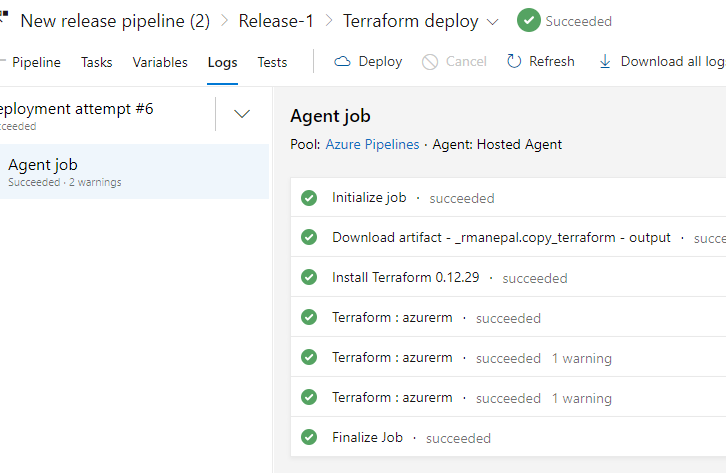 New release pipeline (2) > Release-1 > Terraform deploy Succeeded
Pipeline Tasks Variables Logs Tests Deploy Cancel Refresh Download all log
eployment attempt #6
cceeded
Agent job
Succeeded · 2 warnings
Agent job
Pool: Azure Pipelines · Agent: Hosted Agent
Initialize job · succeeded
Download artifact - _rmanepal.copy_terraform - output · succe
Install Terraform 0.12.29 · succeeded
Terraform : azurerm · succeeded
Terraform : azurerm · succeeded 1 warning
Terraform : azurerm · succeeded 1 warning
Finalize Job · succeeded